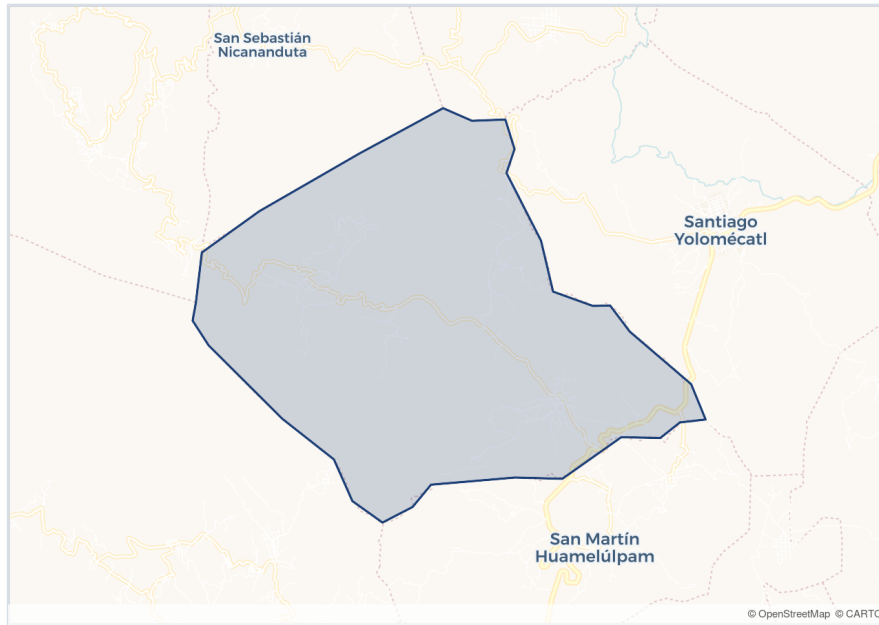 San Sebastián
Nicananduta
Santiago
Yolomécatl
San Martín
Huamelúlpam
© OpenStreetMap © CARTO